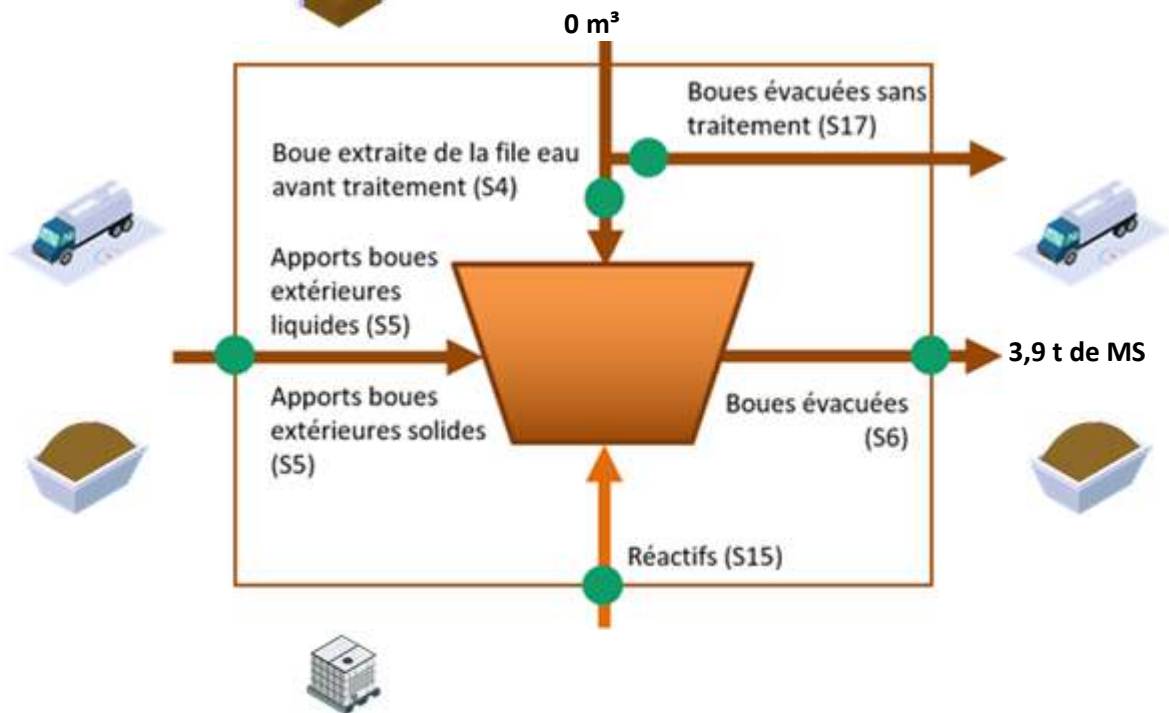 0 m³
Boues évacuées sans
traitement (S17)
Boue extraite de la file eau
avant traitement (S4)
Apports boues
extérieures
liquides (S5)
3,9 t de MS
Apports boues
extérieures solides
(S5)
Boues évacuées
(S6)
Réactifs (S15)